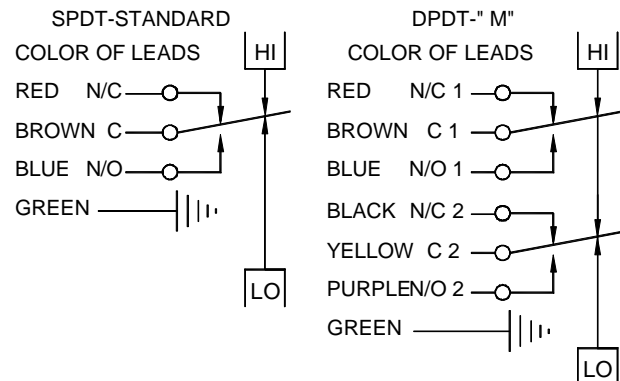 SPDT-STANDARD
COLOR OF LEADS
HI
RED N/C
BROWN C
BLUE N/O
GREEN
LO
DPDT-" M"
COLOR OF LEADS
HI
RED N/C 1
BROWN C 1
BLUE N/O 1
BLACK N/C 2
YELLOW C 2
PURPLEN/O 2
GREEN
LO